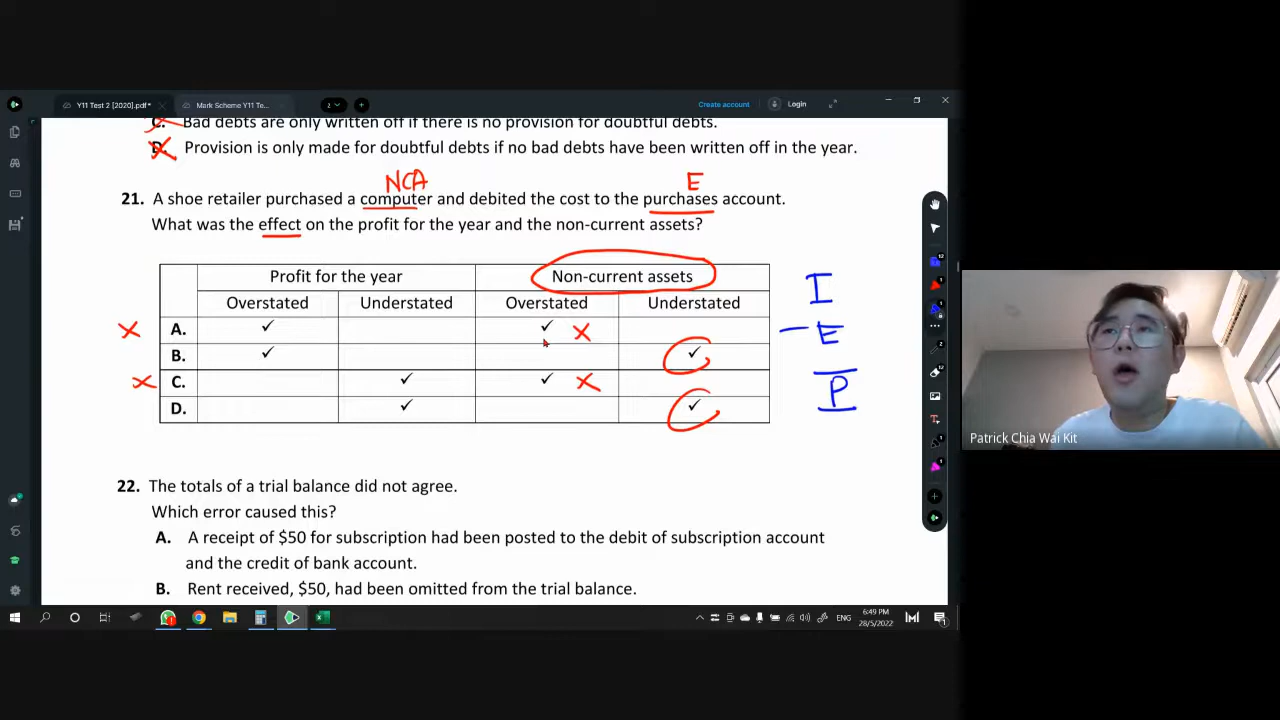 Y11 Test 2 [2020].pdf*
Mark Scheme Y11 Te...
2
Create account
Login
C. Bad debts are only written off if there is no provision for doubtful debts.
D. Provision is only made for doubtful debts if no bad debts have been written off in the year.
NCA
E
21. A shoe retailer purchased a computer and debited the cost to the purchases account.
What was the effect on the profit for the year and the non-current assets?
Profit for the year Non-current assets
Overstated Understated Overstated Understated
A. ✓ ✓
B. ✓ ✓
C. ✓ ✓
D. ✓ ✓
I
— E
P
22. The totals of a trial balance did not agree.
Which error caused this?
A. A receipt of $50 for subscription had been posted to the debit of subscription account
and the credit of bank account.
B. Rent received, $50, had been omitted from the trial balance.
Patrick Chia Wai Kit
ENG
6:49 PM
28/5/2022